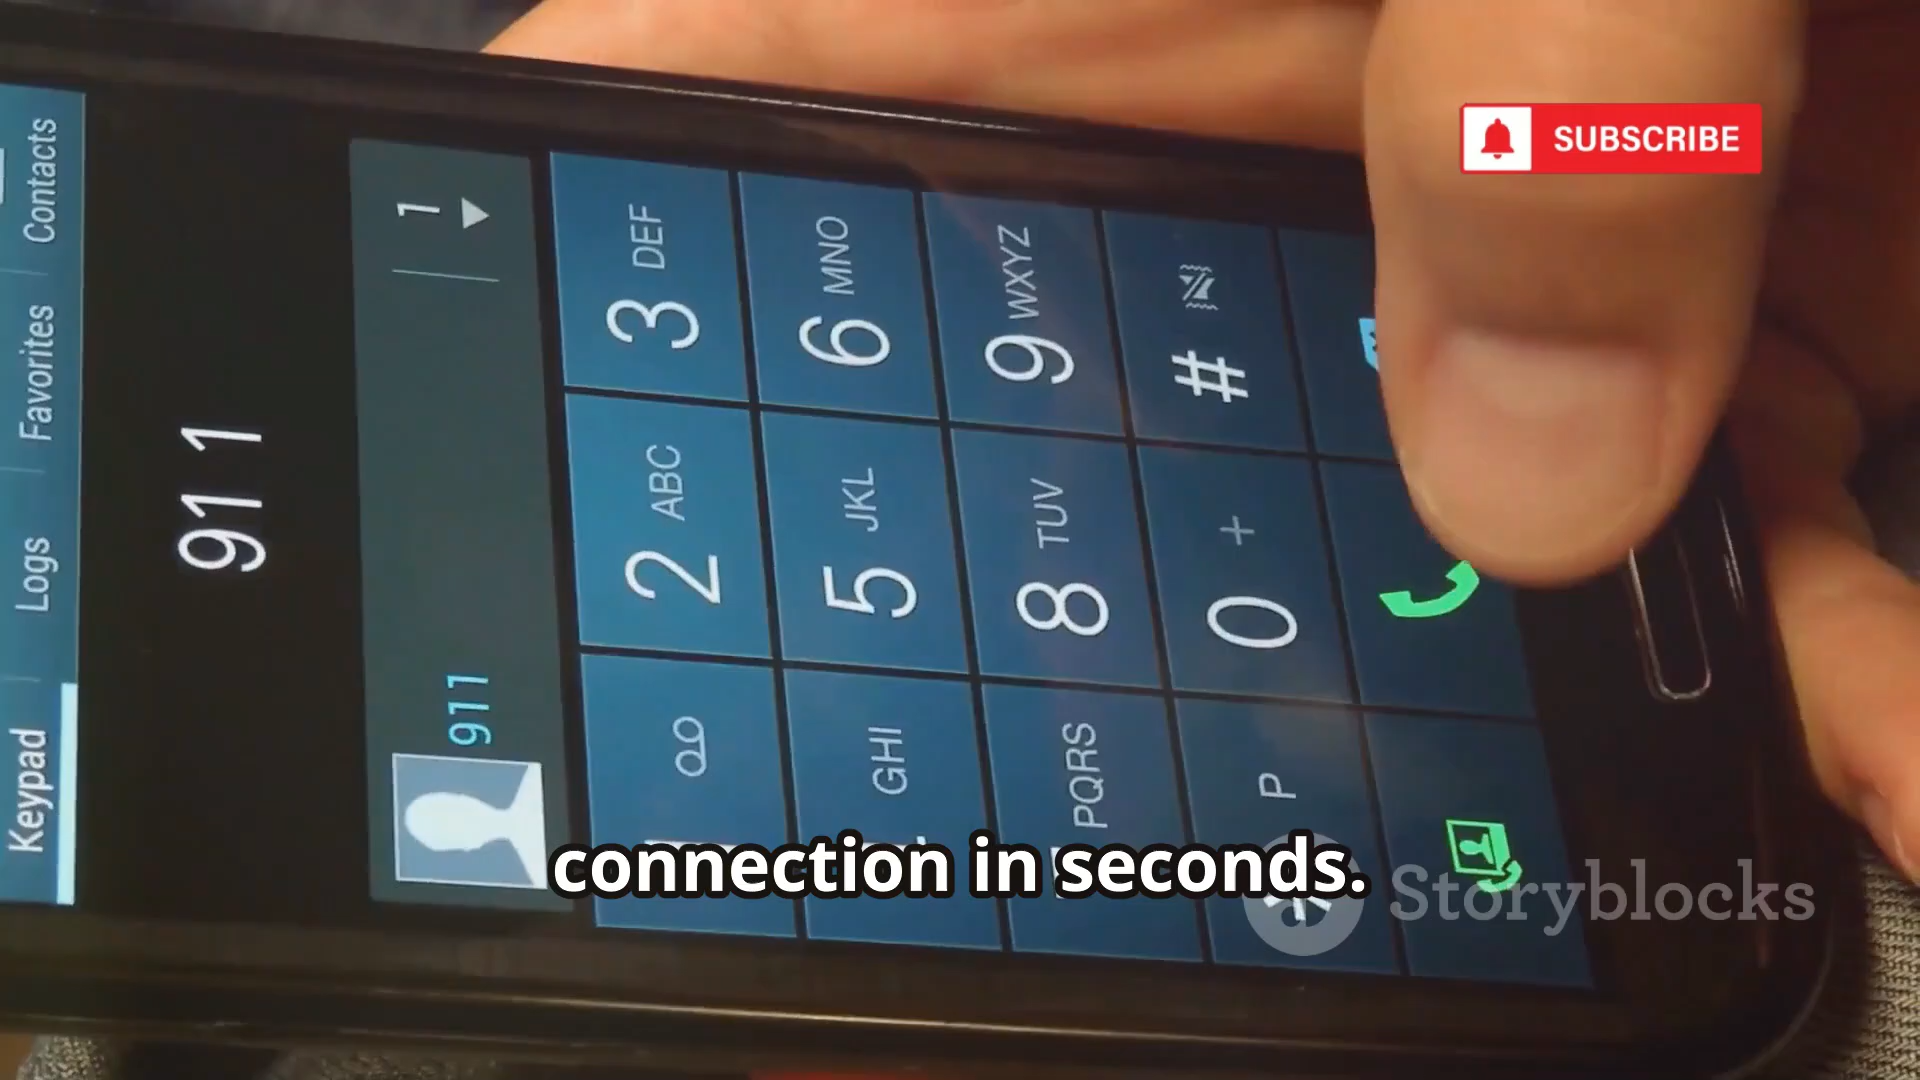 SUBSCRIBE
Keypad
Logs
Favorites
Contacts
911
911
1
2 ABC
3 DEF
GHI
5 JKL
6 MNO
PQRS
8 TUV
9 WXYZ
P
0 +
#
connection in seconds.
Storyblocks